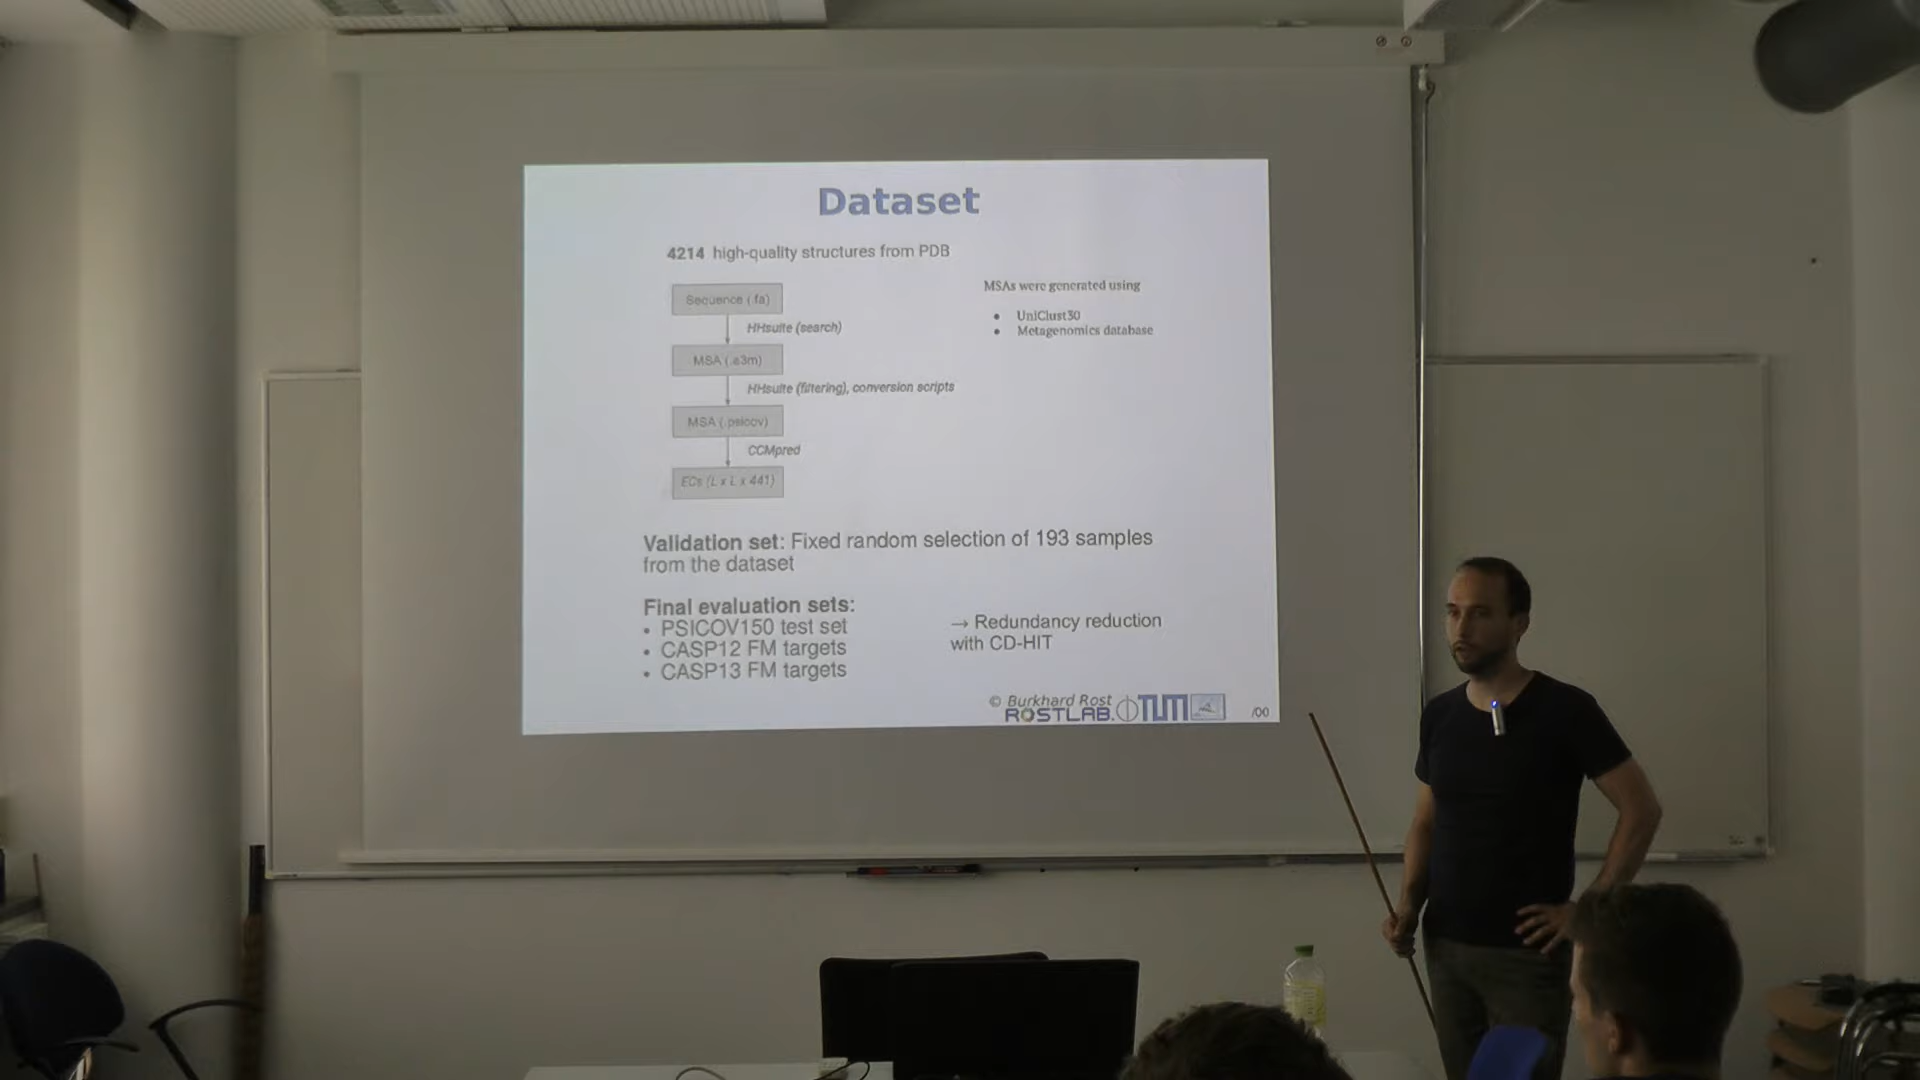 Dataset
4214 high-quality structures from PDB
Sequence (.fa)
HHsuite (search)
MSA (.a3m)
HHsuite (filtering), conversion scripts
MSA (.psicov)
CCMpred
ECs (L x L x 441)
MSAs were generated using
• UniClust30
• Metagenomics database
Validation set: Fixed random selection of 193 samples
from the dataset
Final evaluation sets:
• PSICOV150 test set
• CASP12 FM targets
• CASP13 FM targets
→ Redundancy reduction
with CD-HIT
© Burkhard Rost
ROSTLAB. TUM
/00